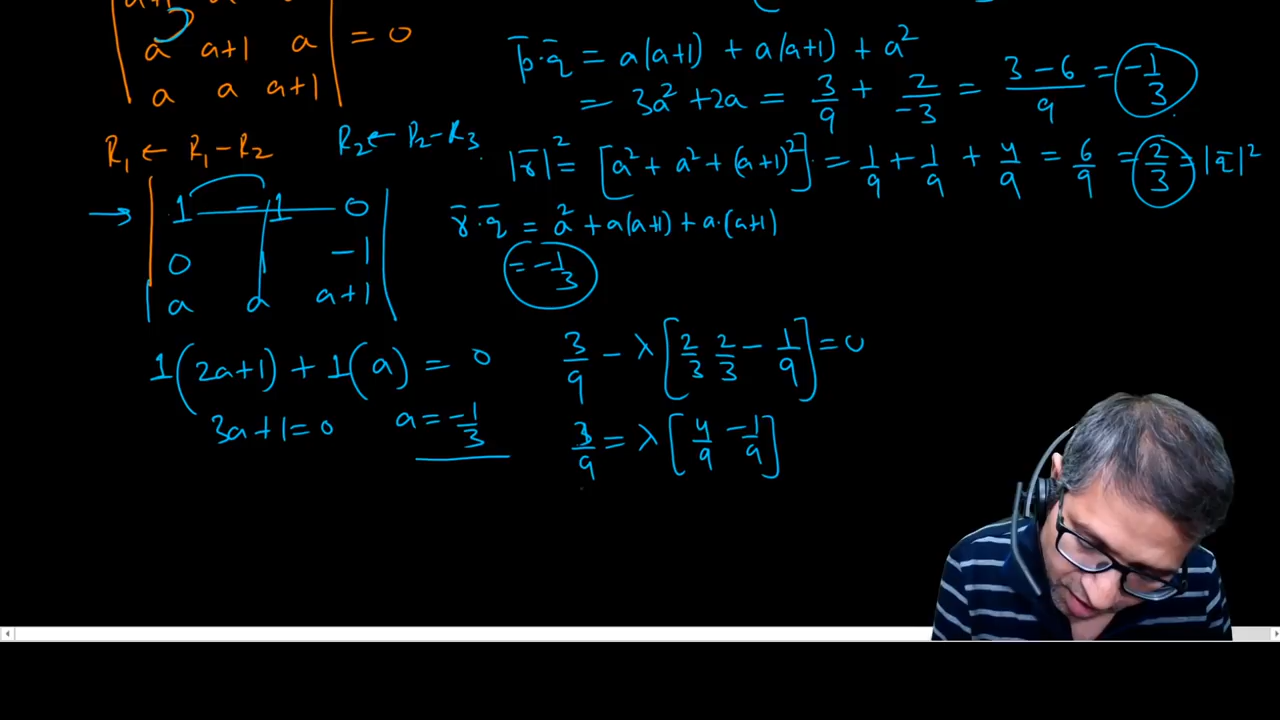 a a+1 a = 0
a a a+1
R₁ ← R₁-R₂ R₂ ← R₂-R₃
→ 1 -1 0
0 -1
a a a+1
1(2a+1) + 1(a) = 0
3a+1=0 a = -1/3
p̄·q̄ = a(a+1) + a(a+1) + a²
= 3a² + 2a = 3/9 + 2/-3 = (3-6)/9 = -1/3
|r̄|² = [a² + a² + (a+1)²] = 1/9 + 1/9 + 4/9 = 6/9 = 2/3 = |q̄|²
r̄·q̄ = a² + a(a+1) + a·(a+1)
= -1/3
3/9 - λ[2/3 2/3 - 1/9] = 0
3/9 = λ[4/9 - 1/9]